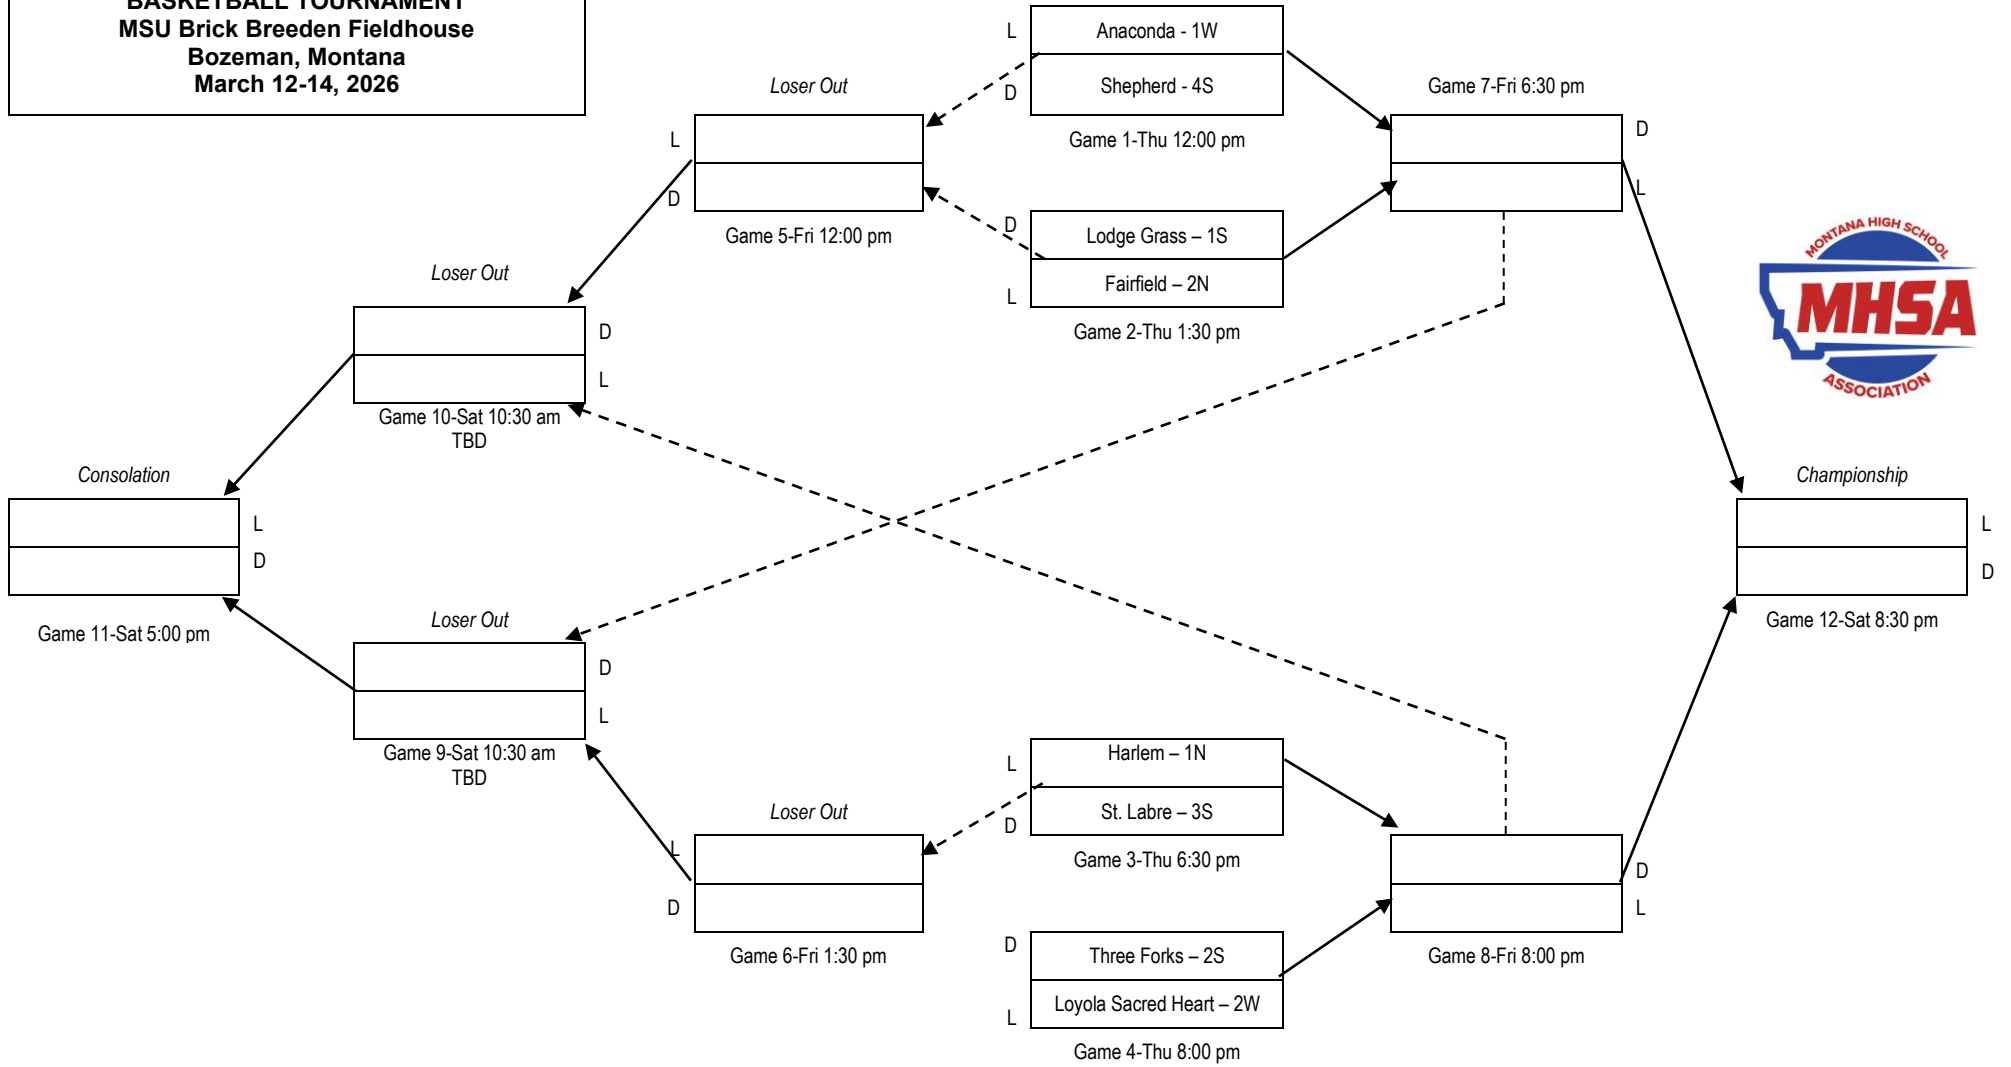 BASKETBALL TOURNAMENT
MSU Brick Breeden Fieldhouse
Bozeman, Montana
March 12-14, 2026
L
Anaconda - 1W
D
Shepherd - 4S
Game 1-Thu 12:00 pm
Loser Out
L
D
Game 5-Fri 12:00 pm
Game 7-Fri 6:30 pm
D
L
D
Lodge Grass – 1S
L
Fairfield – 2N
Game 2-Thu 1:30 pm
MONTANA HIGH SCHOOL
MHSA
ASSOCIATION
Loser Out
D
L
Game 10-Sat 10:30 am
TBD
Consolation
L
D
Game 11-Sat 5:00 pm
Championship
L
D
Game 12-Sat 8:30 pm
Loser Out
D
L
Game 9-Sat 10:30 am
TBD
L
Harlem – 1N
D
St. Labre – 3S
Game 3-Thu 6:30 pm
Loser Out
L
D
Game 6-Fri 1:30 pm
D
L
Game 8-Fri 8:00 pm
D
Three Forks – 2S
L
Loyola Sacred Heart – 2W
Game 4-Thu 8:00 pm